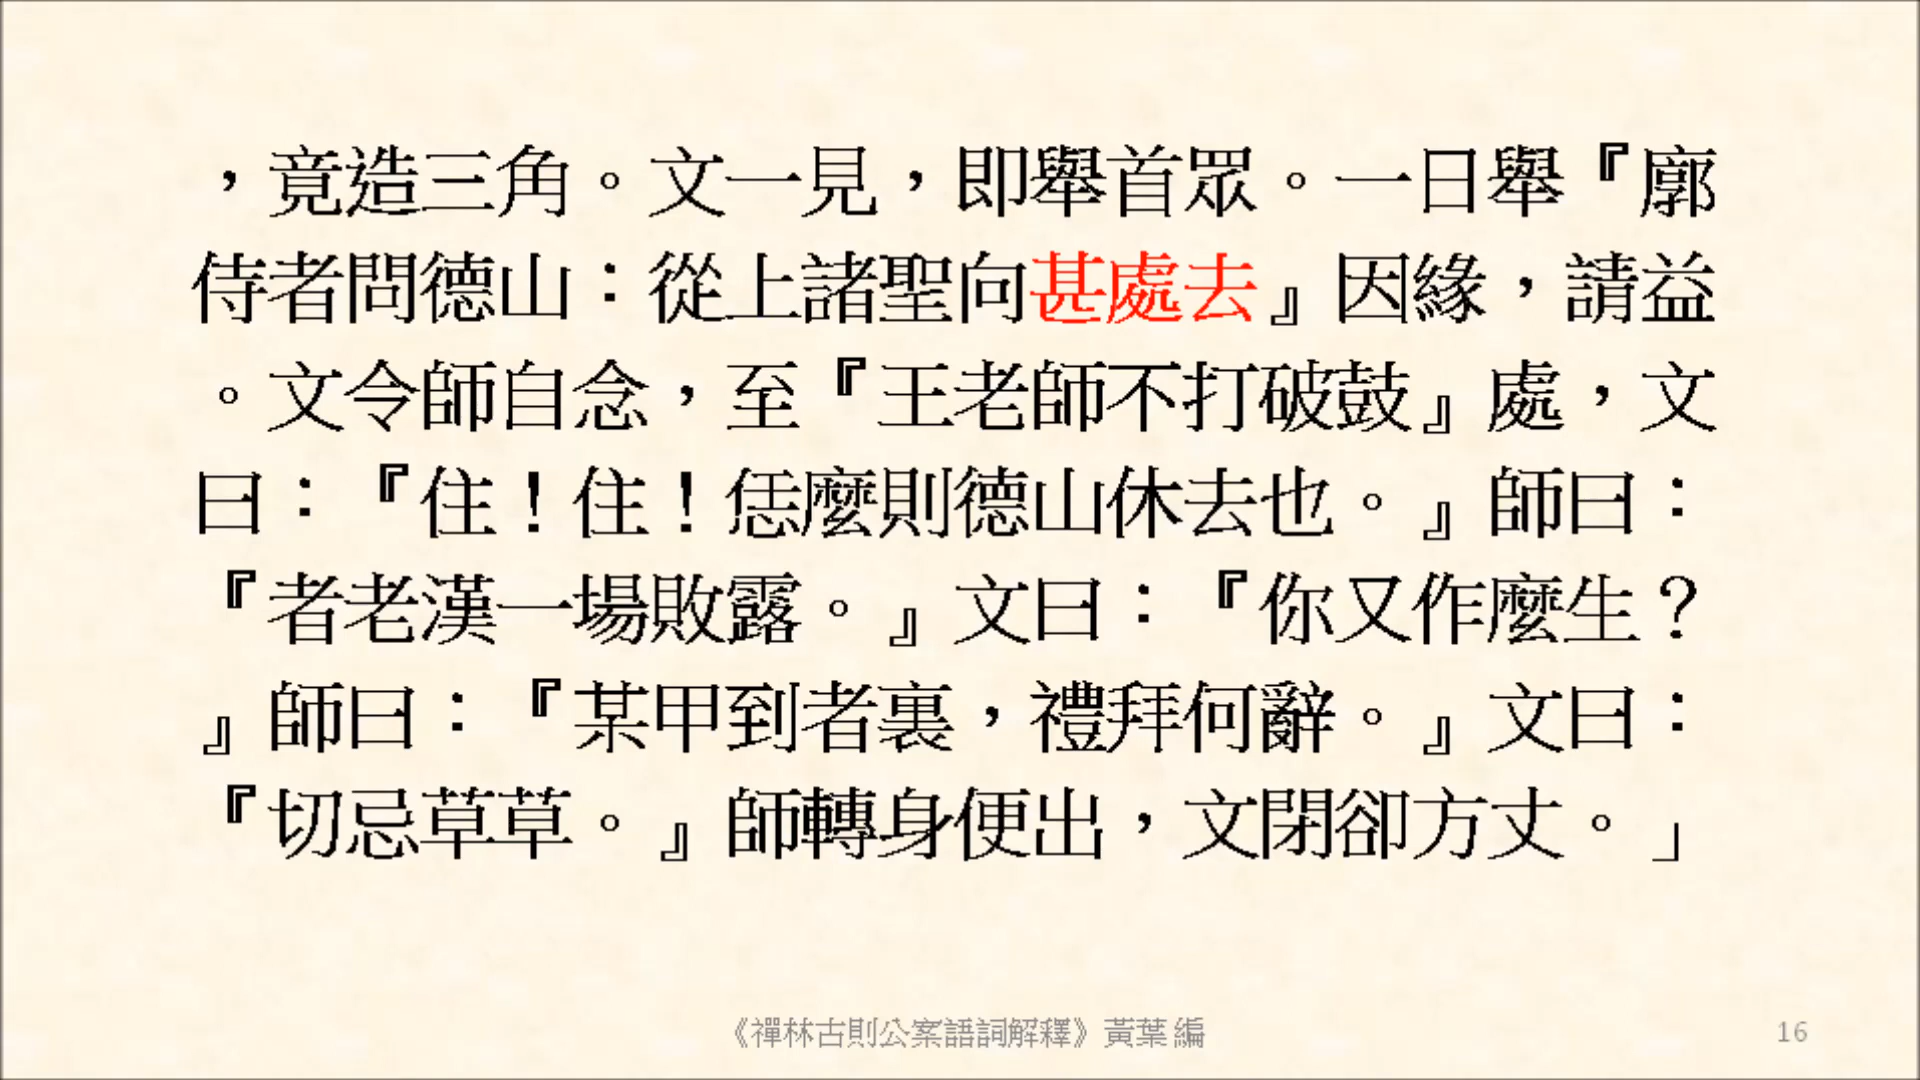 ，竟造三角。文一見，即舉首眾。一日舉『廓
侍者問德山：從上諸聖向甚處去』因緣，請益
。文令師自念，至『王老師不打破鼓』處，文
曰：『住！住！恁麼則德山休去也。』師曰：
『者老漢一場敗露。』文曰：『你又作麼生？
』師曰：『某甲到者裏，禮拜何辭。』文曰：
『切忌草草。』師轉身便出，文閉卻方丈。」
《禪林古則公案語詞解釋》黃葉 編
16